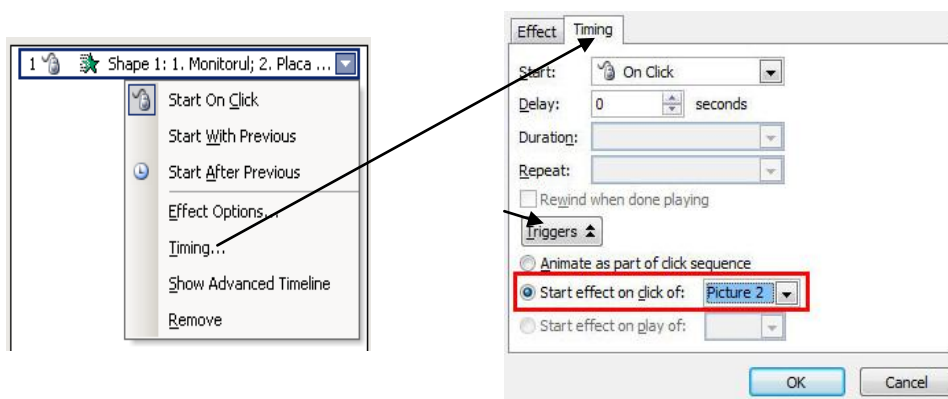 1 Shape 1: 1. Monitorul; 2. Placa ...
Start On Click
Start With Previous
Start After Previous
Effect Options...
Timing...
Show Advanced Timeline
Remove
Effect Timing
Start: On Click
Delay: 0 seconds
Duration:
Repeat:
Rewind when done playing
Triggers
Animate as part of click sequence
Start effect on click of: Picture 2
Start effect on play of:
OK Cancel